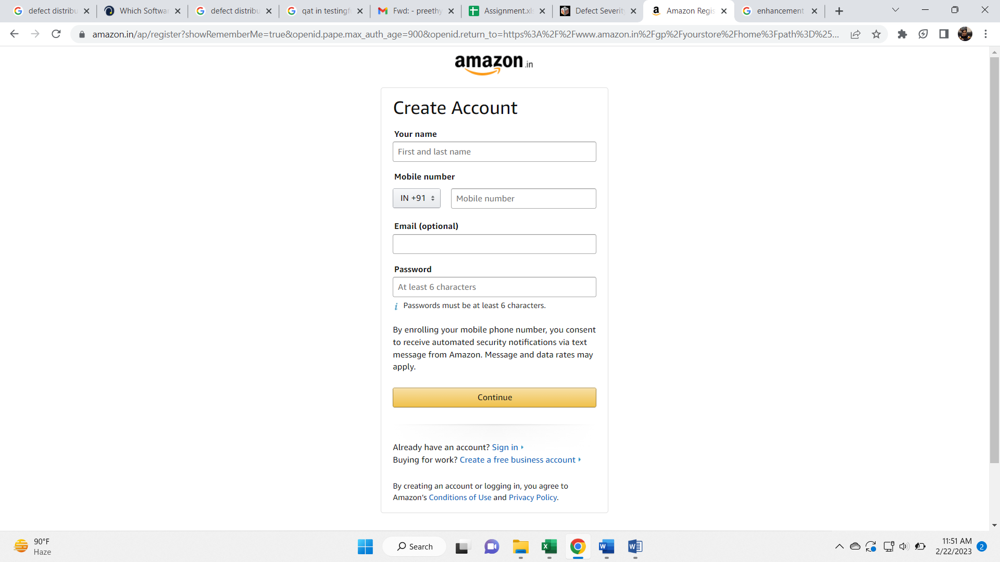 defect distribu
Which Softwar
defect distribu
qat in testingf
Fwd: - preethy
Assignment.xls
Defect Severity
Amazon Regis
enhancement
amazon.in/ap/register?showRememberMe=true&openid.pape.max_auth_age=900&openid.return_to=https%3A%2F%2Fwww.amazon.in%2Fgp%2Fyourstore%2Fhome%3Fpath%3D%25...
amazon.in
Create Account
Your name
First and last name
Mobile number
IN +91
Mobile number
Email (optional)
Password
At least 6 characters
i Passwords must be at least 6 characters.
By enrolling your mobile phone number, you consent
to receive automated security notifications via text
message from Amazon. Message and data rates may
apply.
Continue
Already have an account? Sign in
Buying for work? Create a free business account
By creating an account or logging in, you agree to
Amazon's Conditions of Use and Privacy Policy.
90°F
Haze
Search
11:51 AM
2/22/2023
2